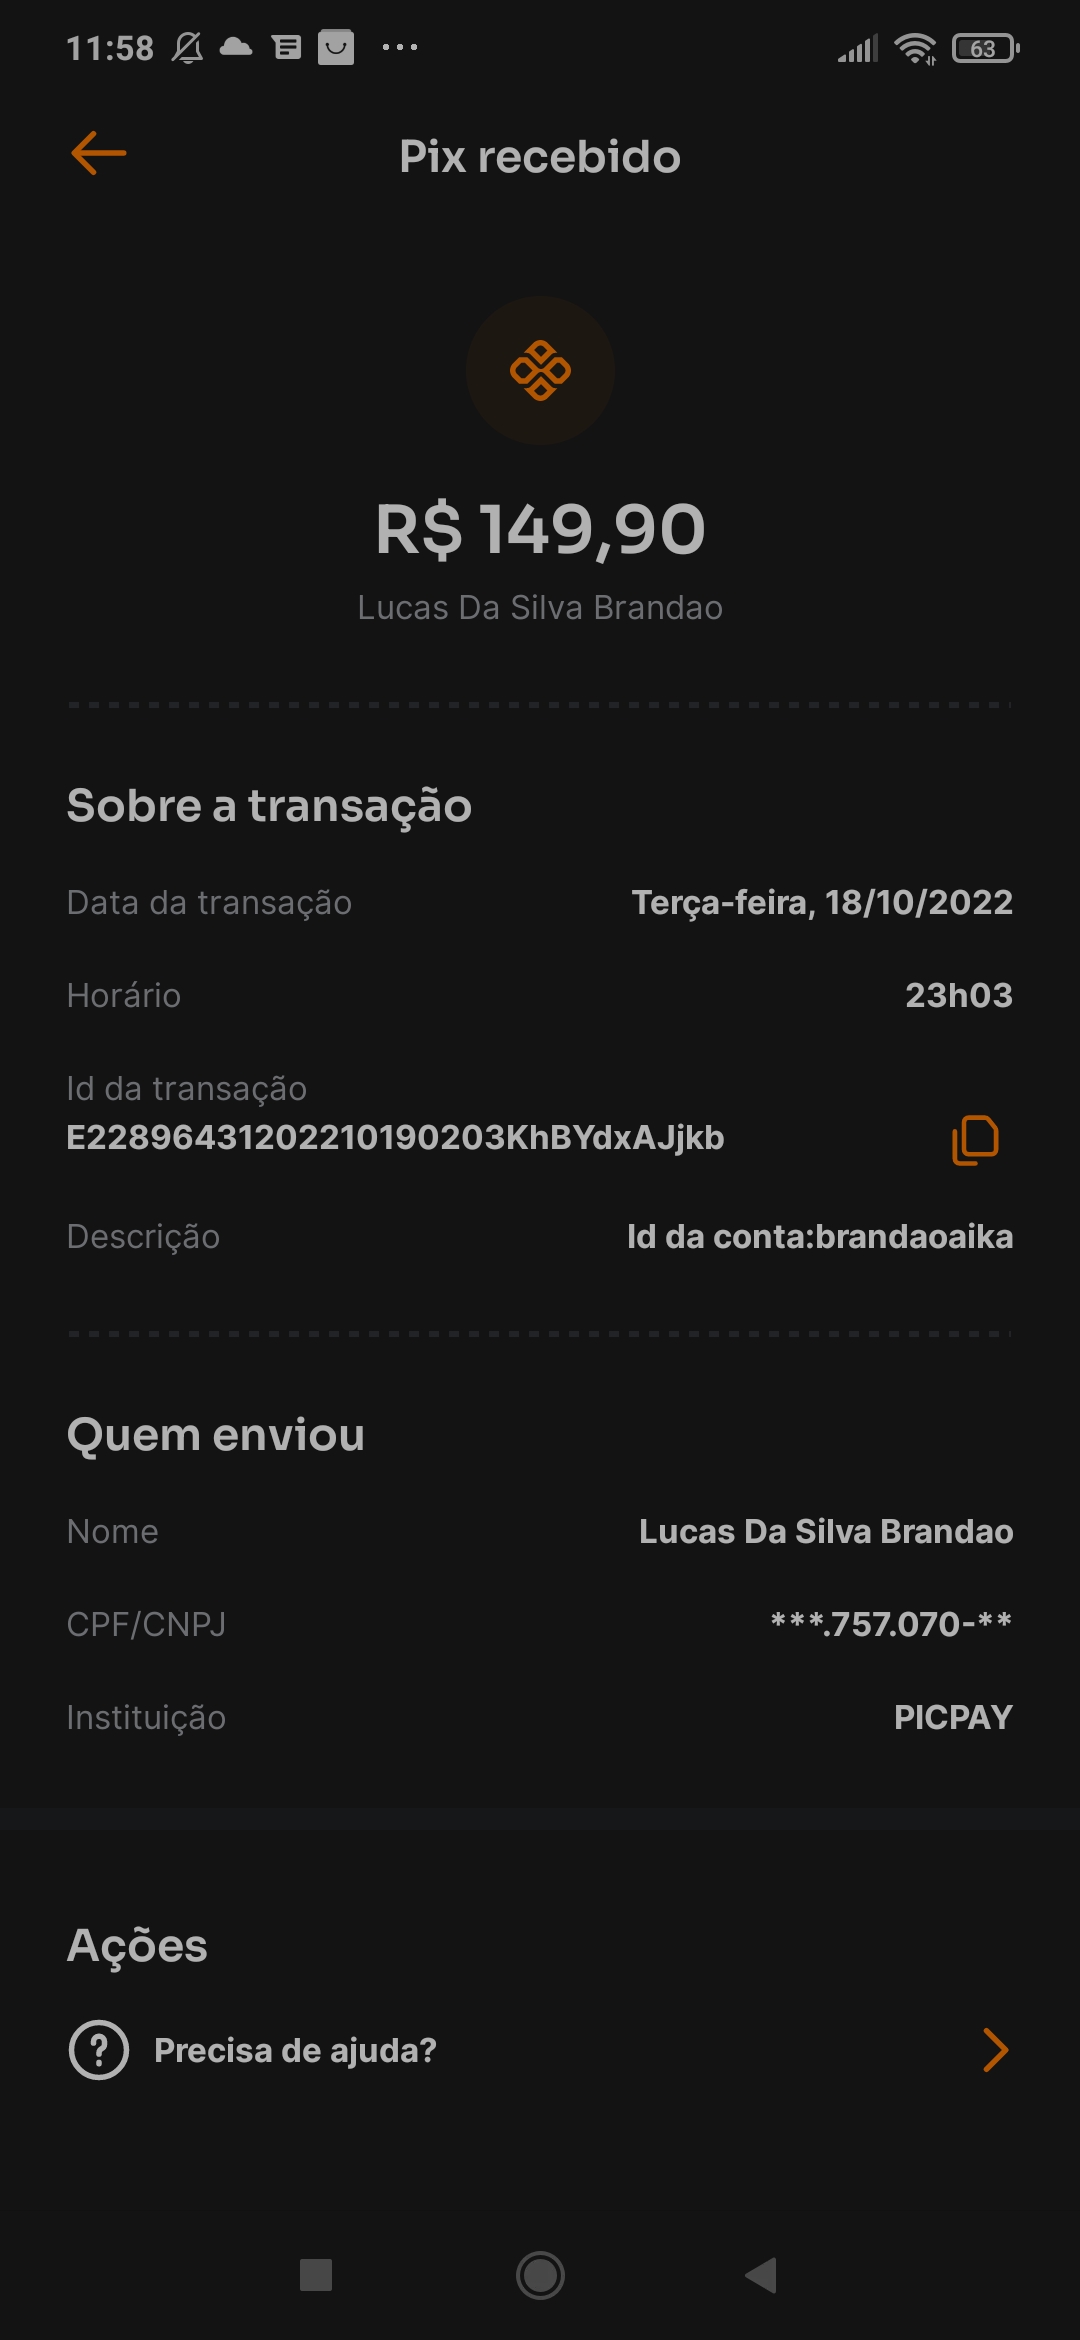 11:58
63
Pix recebido
R$ 149,90
Lucas Da Silva Brandao
Sobre a transação
Data da transação Terça-feira, 18/10/2022
Horário 23h03
Id da transação
E22896431202210190203KhBYdxAJjkb
Descrição Id da conta:brandaoaika
Quem enviou
Nome Lucas Da Silva Brandao
CPF/CNPJ ***.757.070-**
Instituição PICPAY
Ações
Precisa de ajuda?